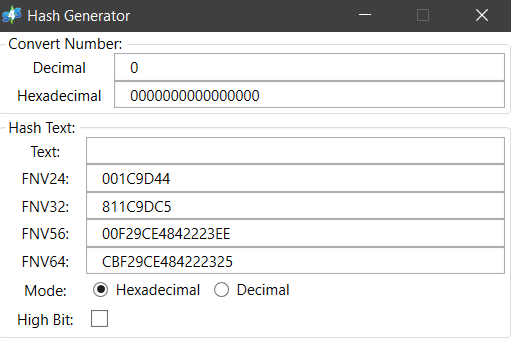 4 Hash Generator
Convert Number:
Decimal 0
Hexadecimal 0000000000000000
Hash Text:
Text:
FNV24: 001C9D44
FNV32: 811C9DC5
FNV56: 00F29CE4842223EE
FNV64: CBF29CE484222325
Mode: Hexadecimal Decimal
High Bit: